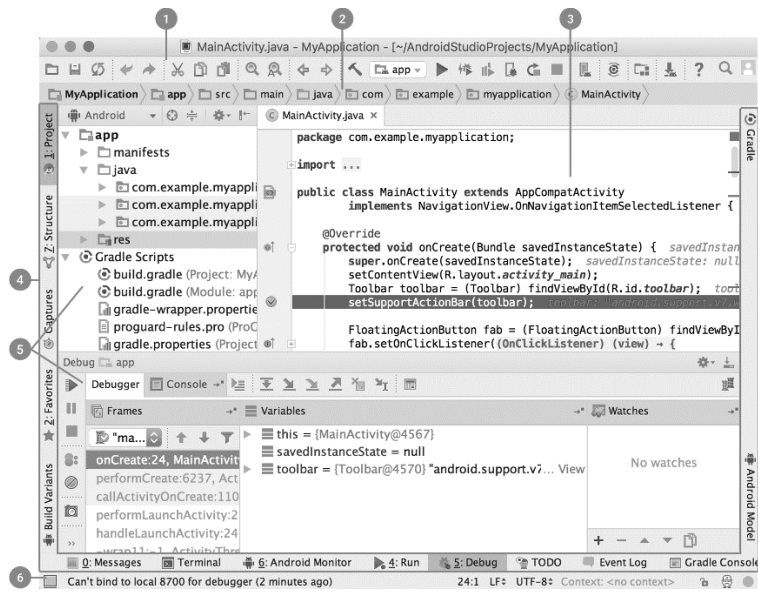 1 2 3
MainActivity.java - MyApplication - [~/AndroidStudioProjects/MyApplication]
app
MyApplication app src main java com example myapplication MainActivity
1: Project
Android
MainActivity.java ×
Gradle
app
manifests
java
com.example.myappli
com.example.myappli
com.example.myappli
res
Gradle Scripts
build.gradle (Project: MyA
build.gradle (Module: app
gradle-wrapper.propertie
proguard-rules.pro (ProC
gradle.properties (Project
package com.example.myapplication;
import ...
public class MainActivity extends AppCompatActivity
implements NavigationView.OnNavigationItemSelectedListener {
@Override
protected void onCreate(Bundle savedInstanceState) { savedInstan
super.onCreate(savedInstanceState); savedInstanceState: null
setContentView(R.layout.activity_main);
Toolbar toolbar = (Toolbar) findViewById(R.id.toolbar); tool
setSupportActionBar(toolbar); toolbar: "android.support.v7.w
FloatingActionButton fab = (FloatingActionButton) findViewByI
fab.setOnClickListener((OnClickListener) (view) → {
Z: Structure
4
Captures
5
2: Favorites
Build Variants
Debug app
Debugger Console
Frames Variables Watches
"ma...
onCreate:24, MainActivit
performCreate:6237, Act
callActivityOnCreate:110
performLaunchActivity:2
handleLaunchActivity:24
-wrap11:-1, ActivityThre
this = {MainActivity@4567}
savedInstanceState = null
toolbar = {Toolbar@4570} "android.support.v7... View
No watches
Android Model
0: Messages Terminal 6: Android Monitor 4: Run 5: Debug TODO Event Log Gradle Console
6
Can't bind to local 8700 for debugger (2 minutes ago) 24:1 LF÷ UTF-8÷ Context: <no context>